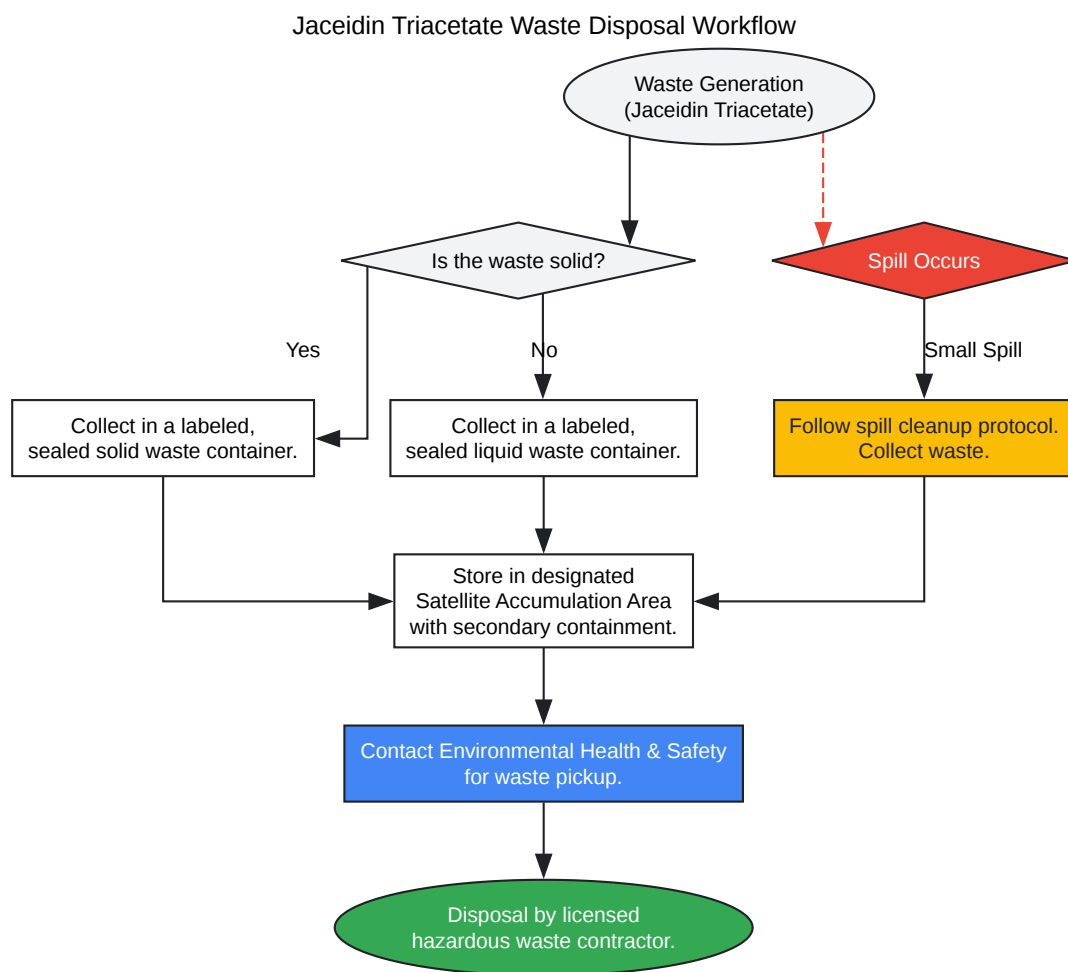 Jaceidin Triacetate Waste Disposal Workflow
Waste Generation
(Jaceidin Triacetate)
Is the waste solid?
Spill Occurs
Yes
No
Small Spill
Collect in a labeled,
sealed solid waste container.
Collect in a labeled,
sealed liquid waste container.
Follow spill cleanup protocol.
Collect waste.
Store in designated
Satellite Accumulation Area
with secondary containment.
Contact Environmental Health & Safety
for waste pickup.
Disposal by licensed
hazardous waste contractor.